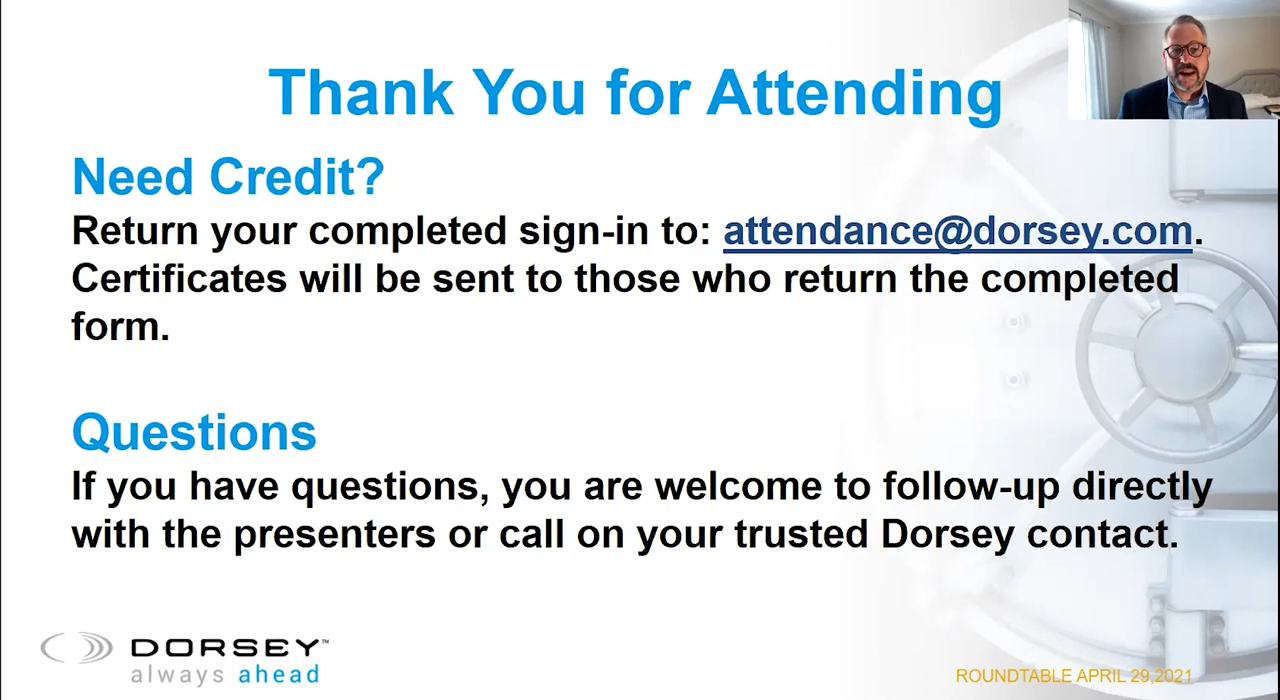 Thank You for Attending
Need Credit?
Return your completed sign-in to: attendance@dorsey.com.
Certificates will be sent to those who return the completed
form.
Questions
If you have questions, you are welcome to follow-up directly
with the presenters or call on your trusted Dorsey contact.
DORSEY™
always ahead
ROUNDTABLE APRIL 29,2021